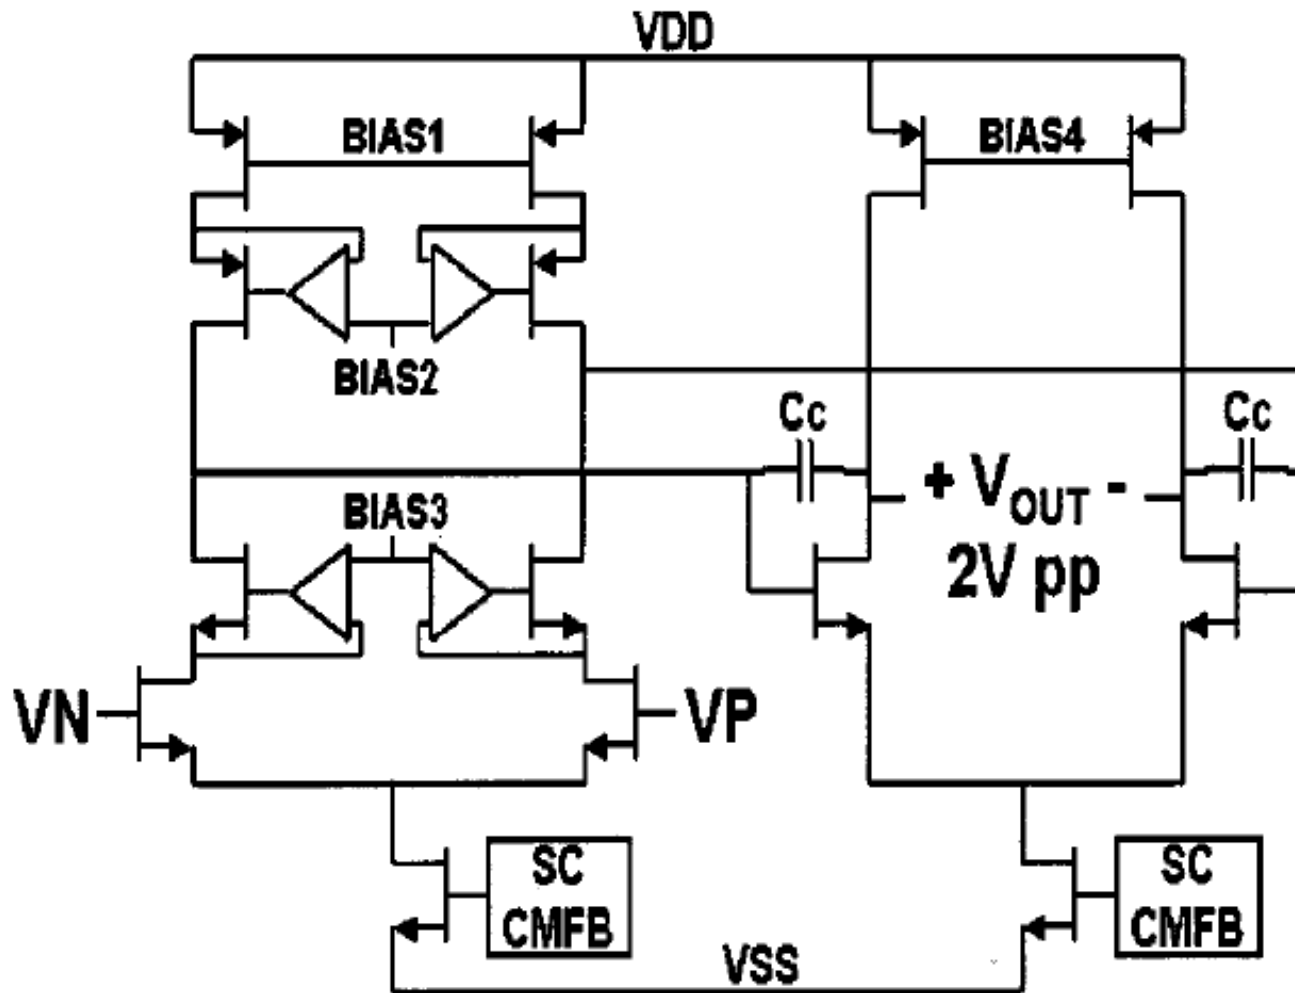 VDD
BIAS1
BIAS4
BIAS2
Cc
Cc
+ VOUT -
2V pp
BIAS3
VN
VP
SC
CMFB
SC
CMFB
VSS